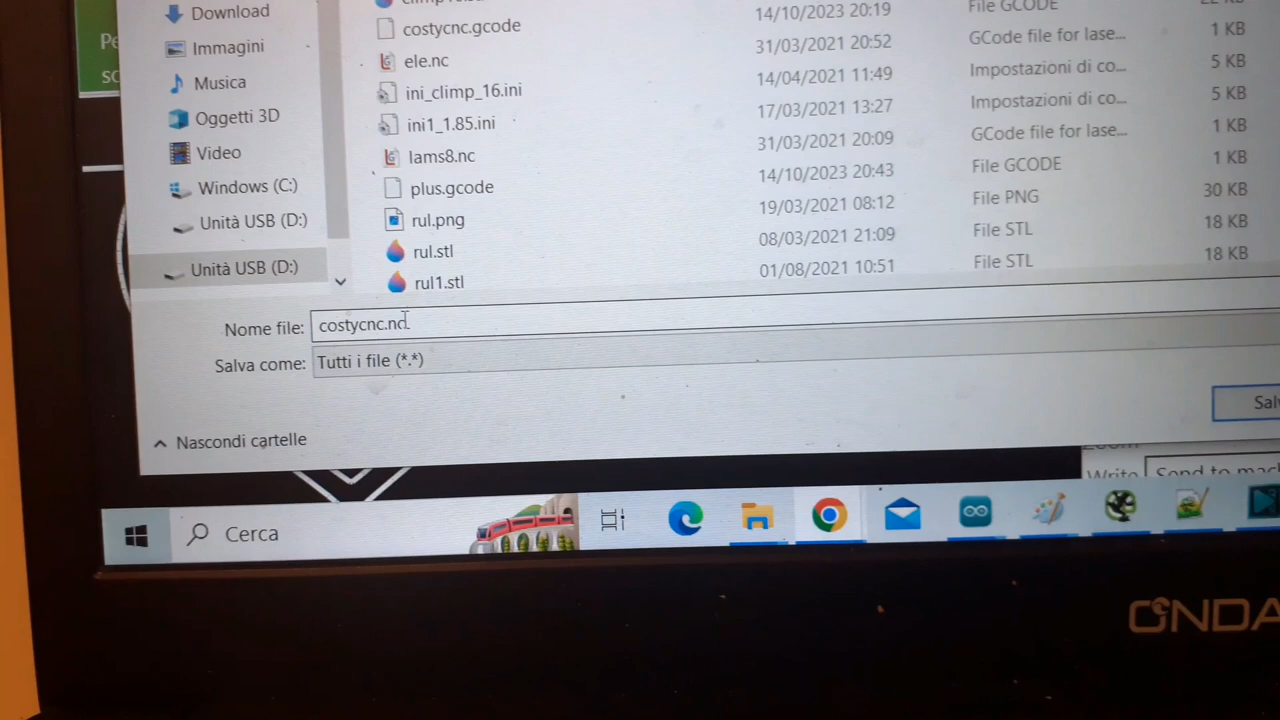 Download
Immagini
Musica
Oggetti 3D
Video
Windows (C:)
Unità USB (D:)
Unità USB (D:)
14/10/2023 20:19 File GCODE
costycnc.gcode 31/03/2021 20:52 GCode file for lase... 1 KB
ele.nc 14/04/2021 11:49 Impostazioni di co... 5 KB
ini_climp_16.ini 17/03/2021 13:27 Impostazioni di co... 5 KB
ini1_1.85.ini 31/03/2021 20:09 GCode file for lase... 1 KB
lams8.nc 14/10/2023 20:43 File GCODE 1 KB
plus.gcode 19/03/2021 08:12 File PNG 30 KB
rul.png 08/03/2021 21:09 File STL 18 KB
rul.stl 01/08/2021 10:51 File STL 18 KB
rul1.stl
Nome file: costycnc.nc
Salva come: Tutti i file (*.*)
Nascondi cartelle
Write Send to
Cerca
ONDA